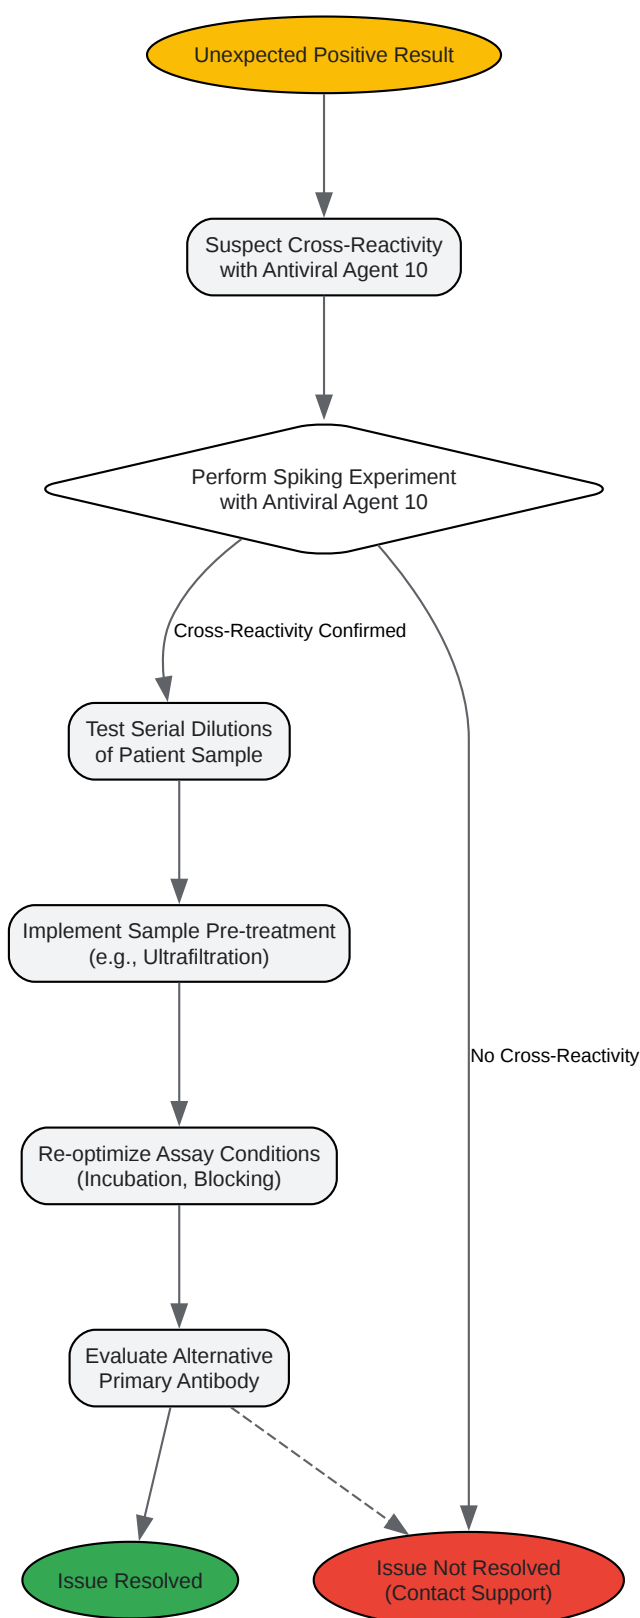 Unexpected Positive Result
Suspect Cross-Reactivity
with Antiviral Agent 10
Perform Spiking Experiment
with Antiviral Agent 10
Cross-Reactivity Confirmed
Test Serial Dilutions
of Patient Sample
Implement Sample Pre-treatment
(e.g., Ultrafiltration)
No Cross-Reactivity
Re-optimize Assay Conditions
(Incubation, Blocking)
Evaluate Alternative
Primary Antibody
Issue Resolved
Issue Not Resolved
(Contact Support)